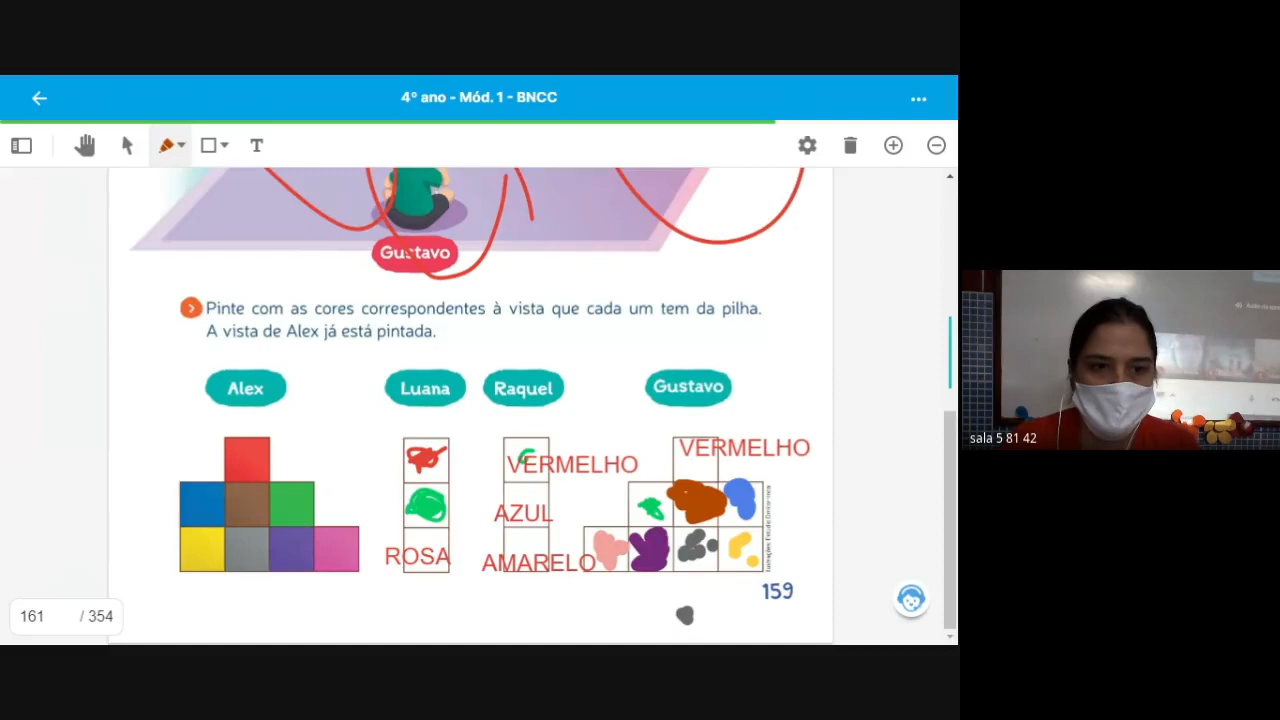 4º ano - Mód. 1 - BNCC
T
Gustavo
Pinte com as cores correspondentes à vista que cada um tem da pilha.
A vista de Alex já está pintada.
Alex Luana Raquel Gustavo
VERMELHO VERMELHO
AZUL
ROSA AMARELO
159
161 / 354
sala 5 81 42